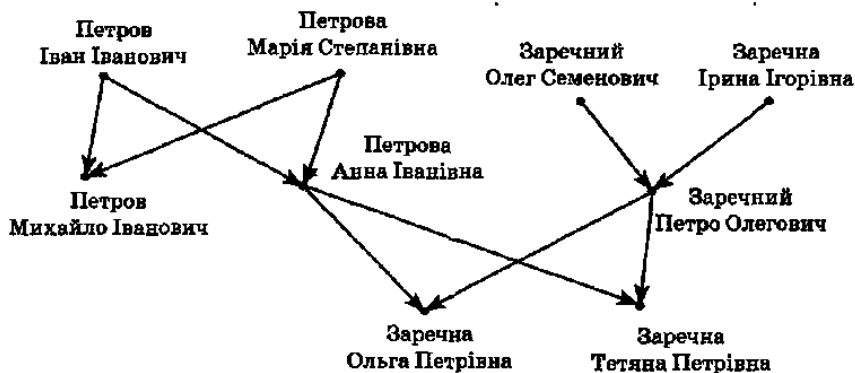 Петров
Іван Іванович
Петрова
Марія Степанівна
Заречний
Олег Семенович
Заречна
Ірина Ігорівна
Петрова
Анна Іванівна
Петров
Михайло Іванович
Заречний
Петро Олегович
Заречна
Ольга Петрівна
Заречна
Тетяна Петрівна